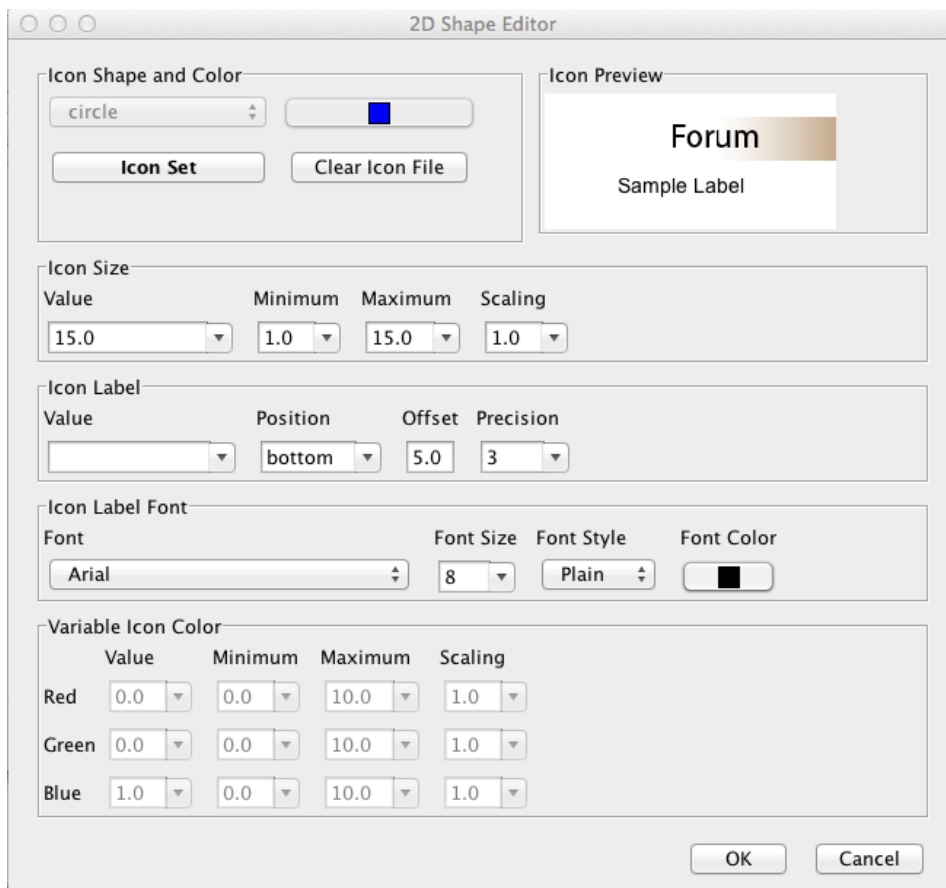 2D Shape Editor
Icon Shape and Color
circle
Icon Set
Clear Icon File
Icon Preview
Forum
Sample Label
Icon Size
Value Minimum Maximum Scaling
15.0 1.0 15.0 1.0
Icon Label
Value Position Offset Precision
bottom 5.0 3
Icon Label Font
Font Font Size Font Style Font Color
Arial 8 Plain
Variable Icon Color
Value Minimum Maximum Scaling
Red 0.0 0.0 10.0 1.0
Green 0.0 0.0 10.0 1.0
Blue 1.0 0.0 10.0 1.0
OK Cancel